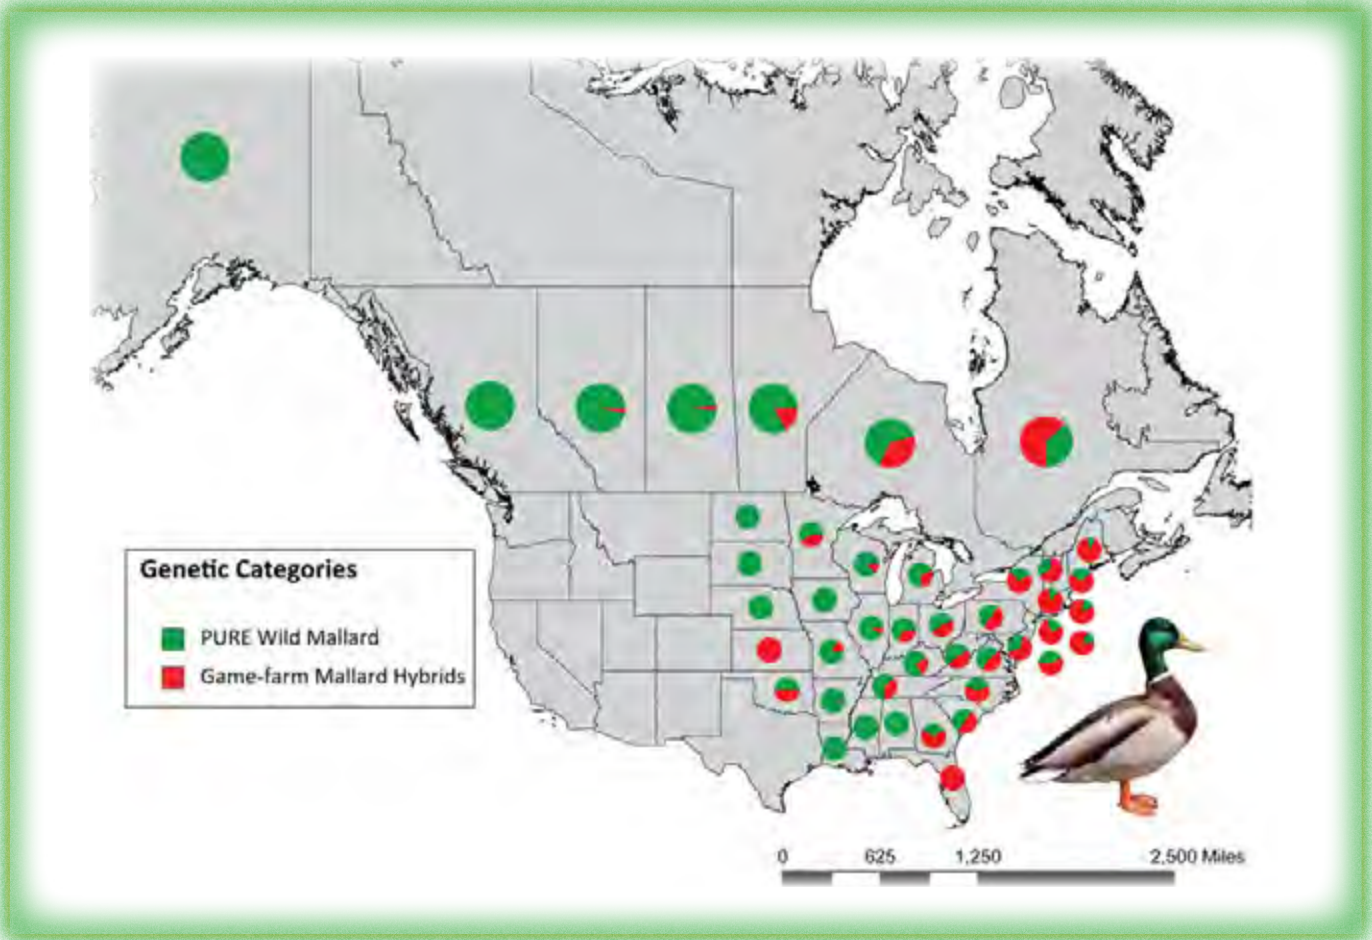 Genetic Categories
PURE Wild Mallard
Game-farm Mallard Hybrids
0 625 1,250 2,500 Miles